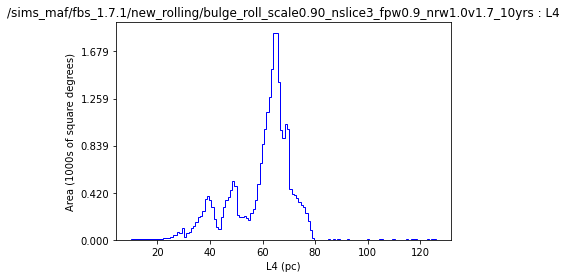 /sims_maf/fbs_1.7.1/new_rolling/bulge_roll_scale0.90_nslice3_fpw0.9_nrw1.0v1.7_10yrs : L4
1.679
1.259
0.839
0.420
0.000
Area (1000s of square degrees)
20 40 60 80 100 120
L4 (pc)